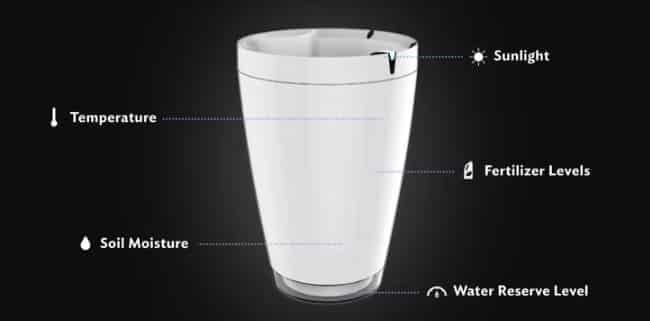 Sunlight
Temperature
Fertilizer Levels
Soil Moisture
Water Reserve Level